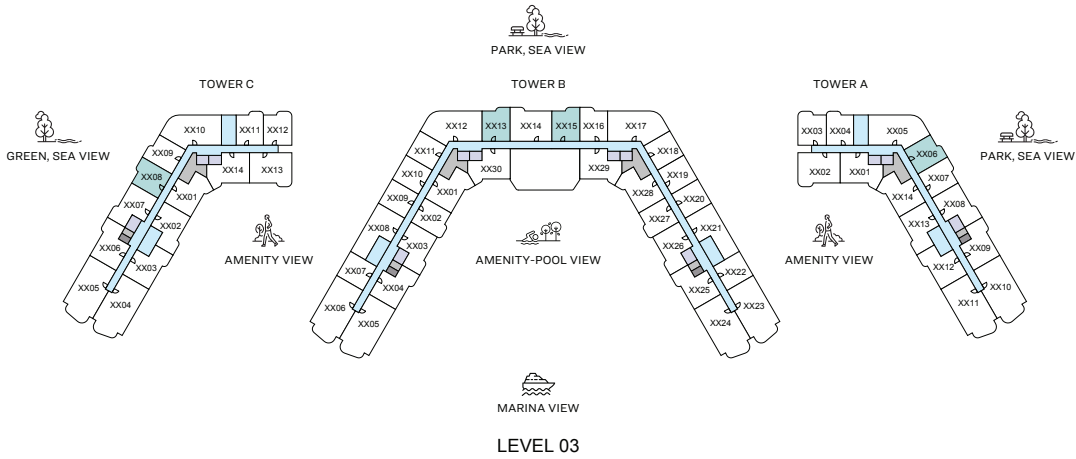 PARK, SEA VIEW
TOWER C
TOWER B
TOWER A
GREEN, SEA VIEW
PARK, SEA VIEW
XX10
XX11
XX12
XX09
XX08
XX14
XX13
XX07
XX01
XX06
XX02
XX05
XX03
XX04
AMENITY VIEW
XX12
XX13
XX14
XX15
XX16
XX17
XX11
XX30
XX29
XX18
XX10
XX01
XX28
XX19
XX09
XX02
XX27
XX20
XX08
XX03
XX26
XX21
XX07
XX04
XX25
XX22
XX06
XX05
XX24
XX23
AMENITY-POOL VIEW
XX03
XX04
XX05
XX02
XX01
XX06
XX14
XX07
XX13
XX08
XX12
XX09
XX11
XX10
AMENITY VIEW
MARINA VIEW
LEVEL 03